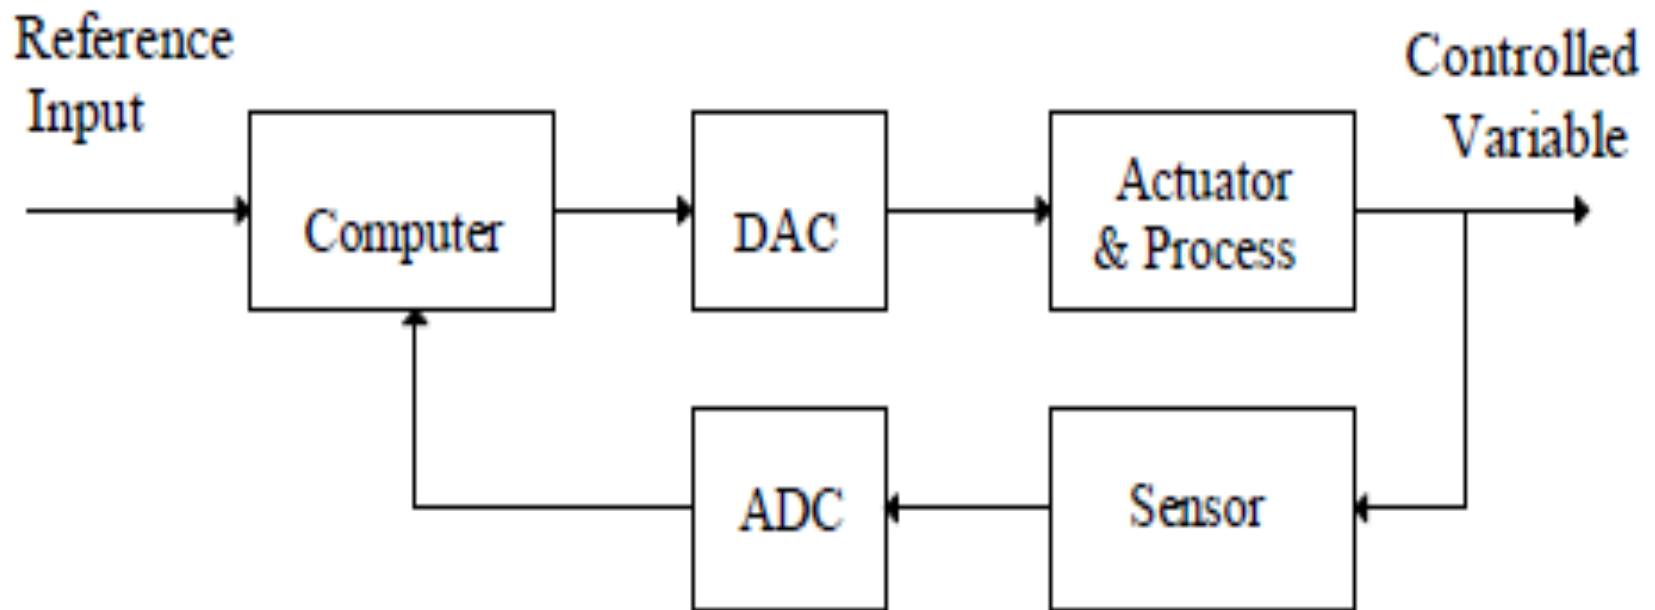 Reference
Input
Controlled
Variable
Computer
DAC
Actuator
& Process
ADC
Sensor